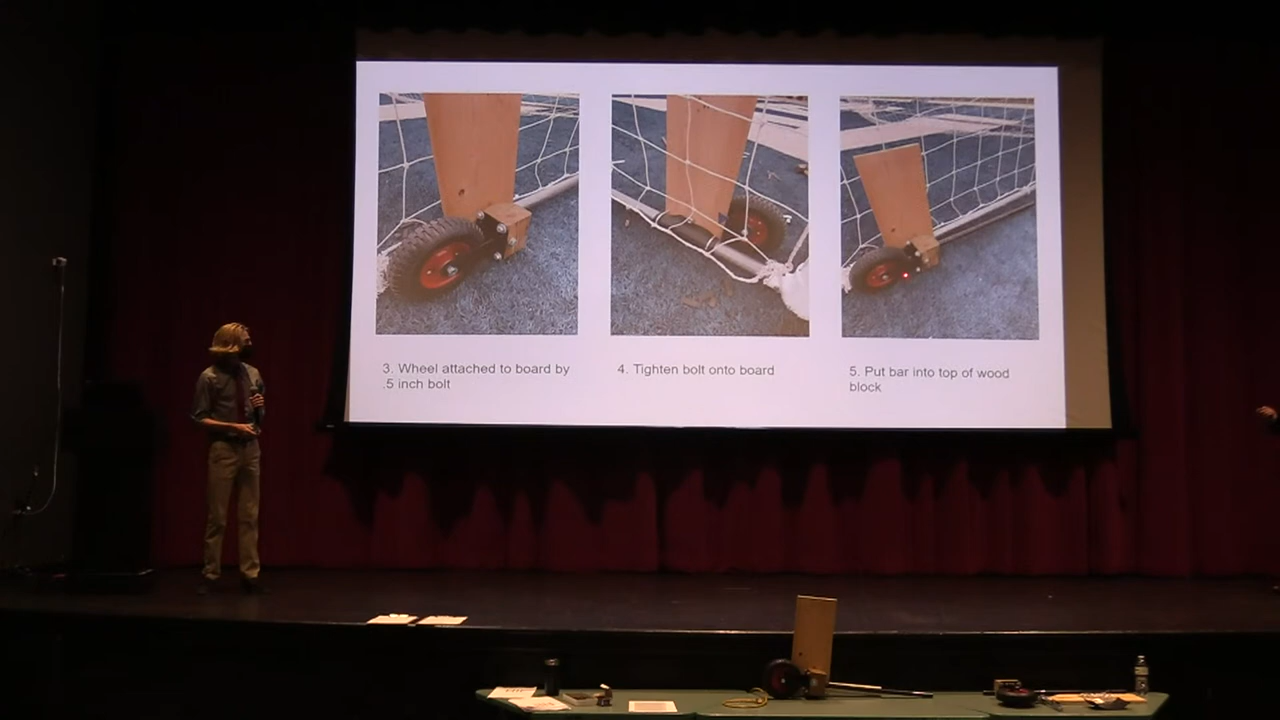 3. Wheel attached to board by
.5 inch bolt
4. Tighten bolt onto board
5. Put bar into top of wood
block